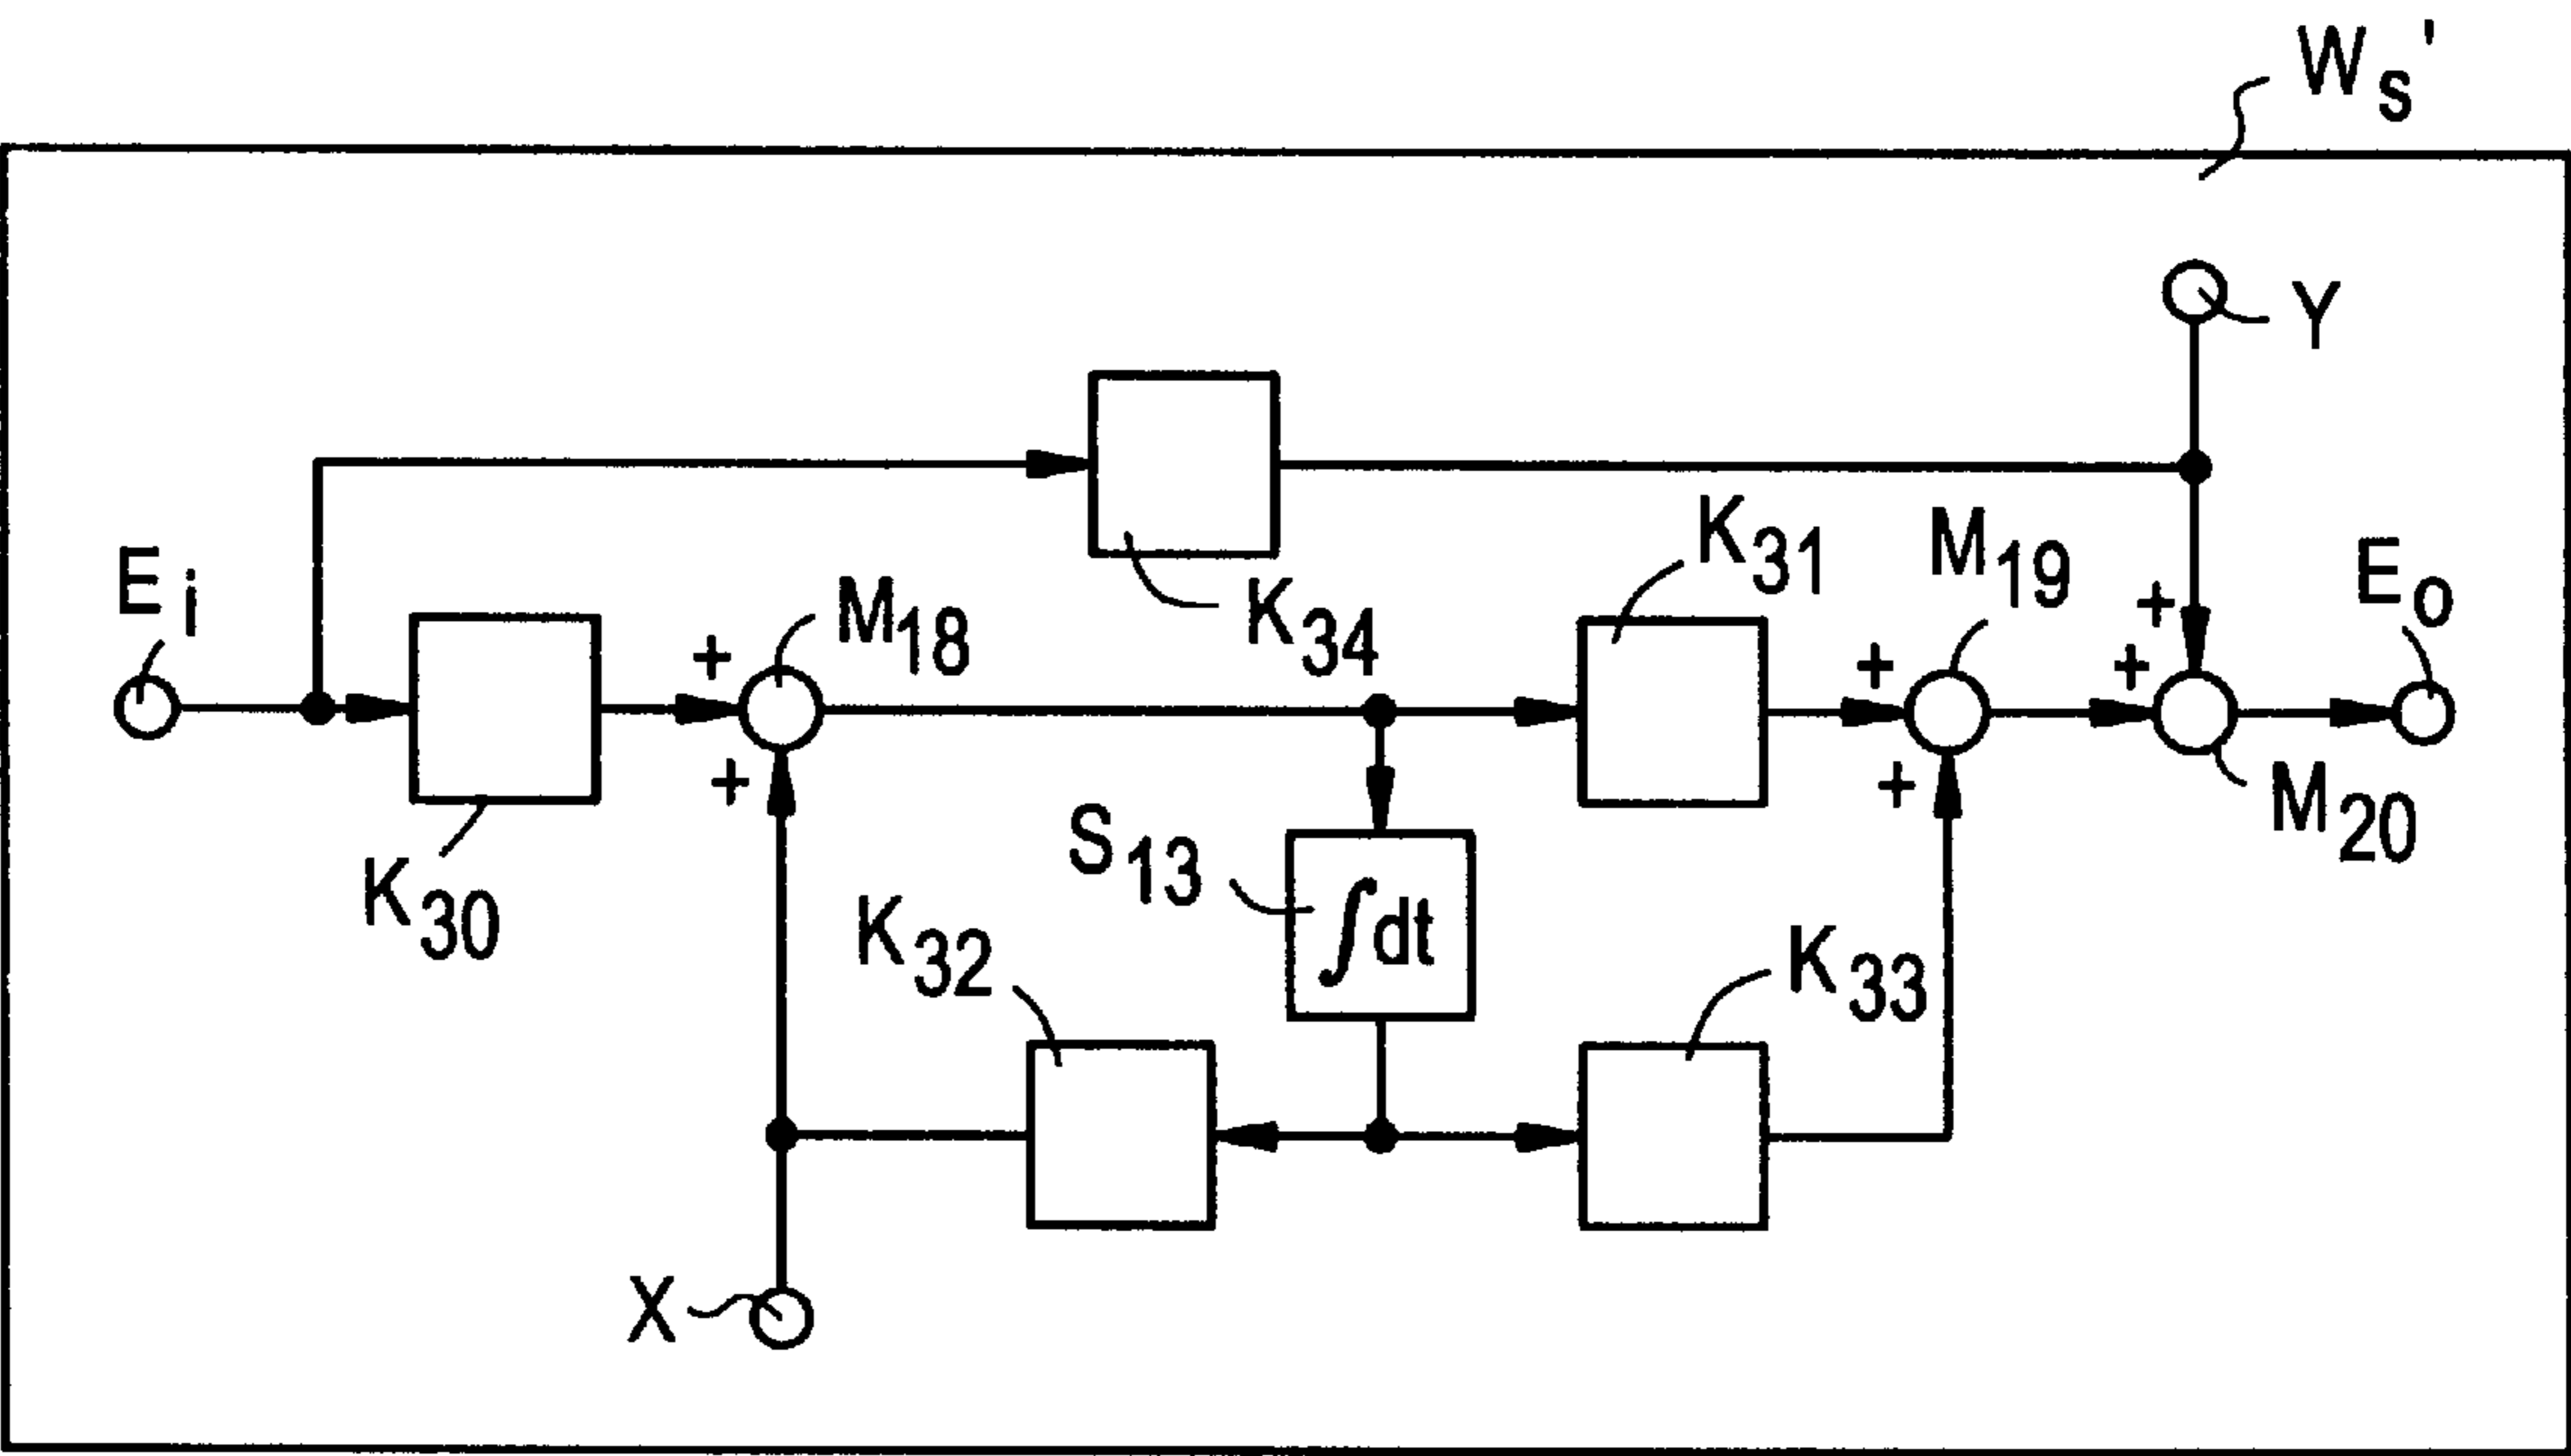 Ws'
Y
K31
M19
Ei
Eo
M18
K34
+
+
+
+
+
+
M20
S13
K30
∫dt
K32
K33
X